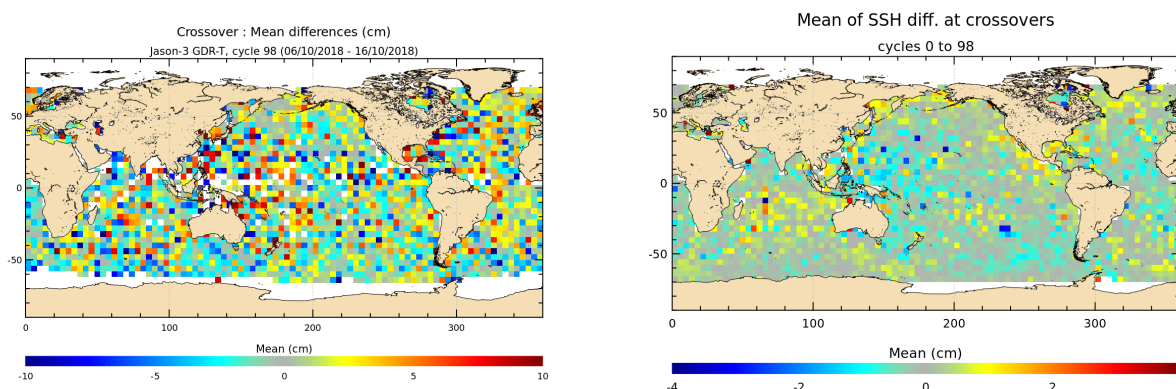 Crossover : Mean differences (cm)
Jason-3 GDR-T, cycle 98 (06/10/2018 - 16/10/2018)
50
0
-50
0 100 200 300
Mean (cm)
-10 -5 0 5 10
Mean of SSH diff. at crossovers
cycles 0 to 98
50
0
-50
0 100 200 300
Mean (cm)
-4 -2 0 2